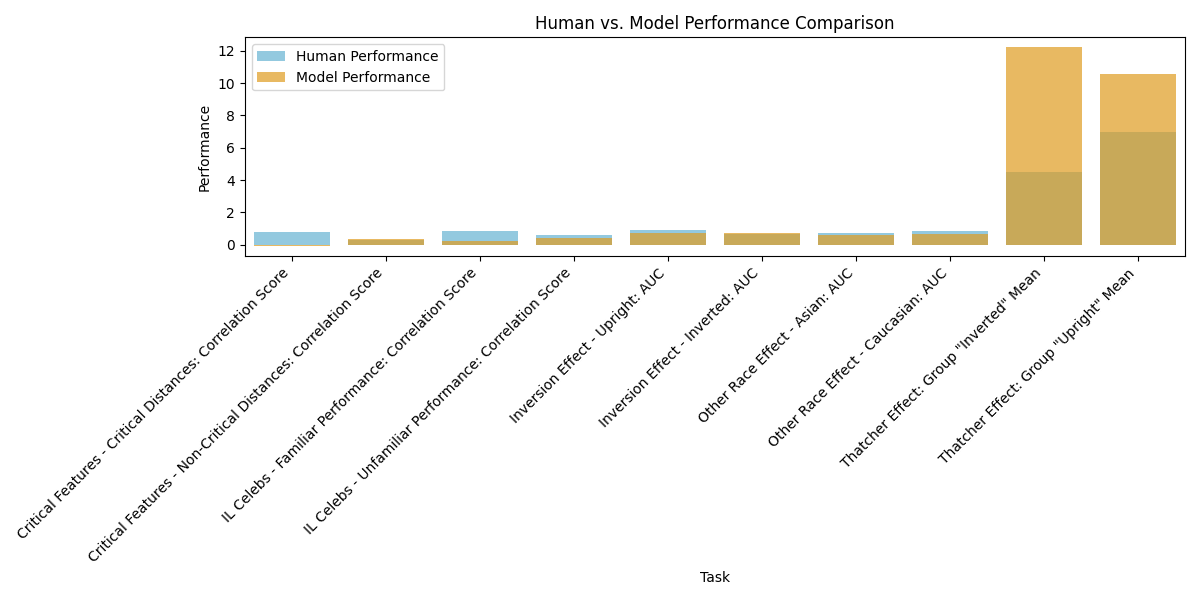 Human vs. Model Performance Comparison
Human Performance
Model Performance
Performance
12
10
8
6
4
2
0
Critical Features - Critical Distances: Correlation Score
Critical Features - Non-Critical Distances: Correlation Score
IL Celebs - Familiar Performance: Correlation Score
IL Celebs - Unfamiliar Performance: Correlation Score
Inversion Effect - Upright: AUC
Inversion Effect - Inverted: AUC
Other Race Effect - Asian: AUC
Other Race Effect - Caucasian: AUC
Thatcher Effect: Group "Inverted" Mean
Thatcher Effect: Group "Upright" Mean
Task